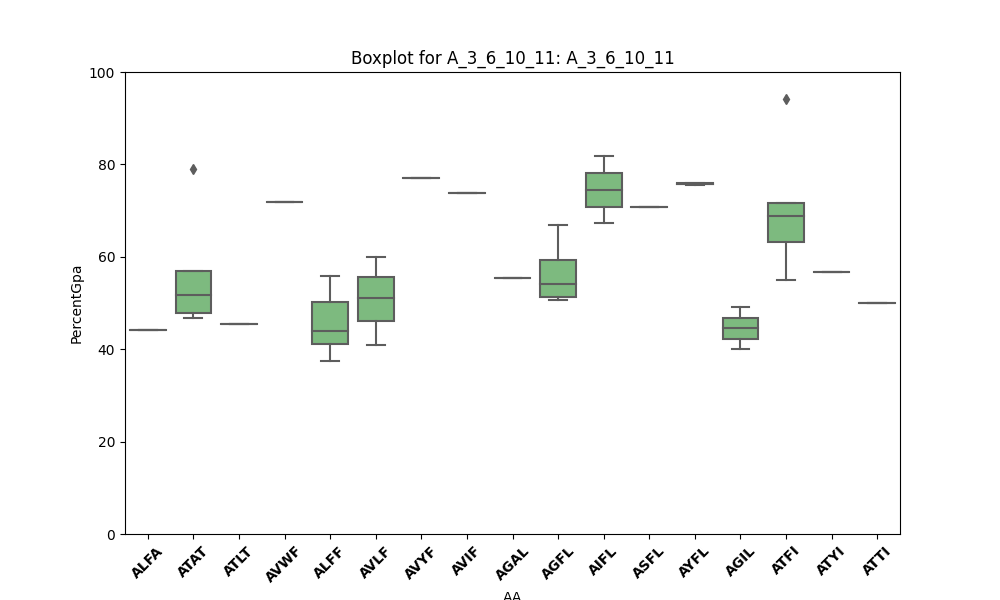 Boxplot for A_3_6_10_11: A_3_6_10_11
100
80
60
40
20
0
PercentGpa
ALFA ATAT ATLT AVWF ALFF AVLF AVYF AVIF AGAL AGFL AIFL ASFL AYFL AGIL ATFI ATYI ATTI
AA